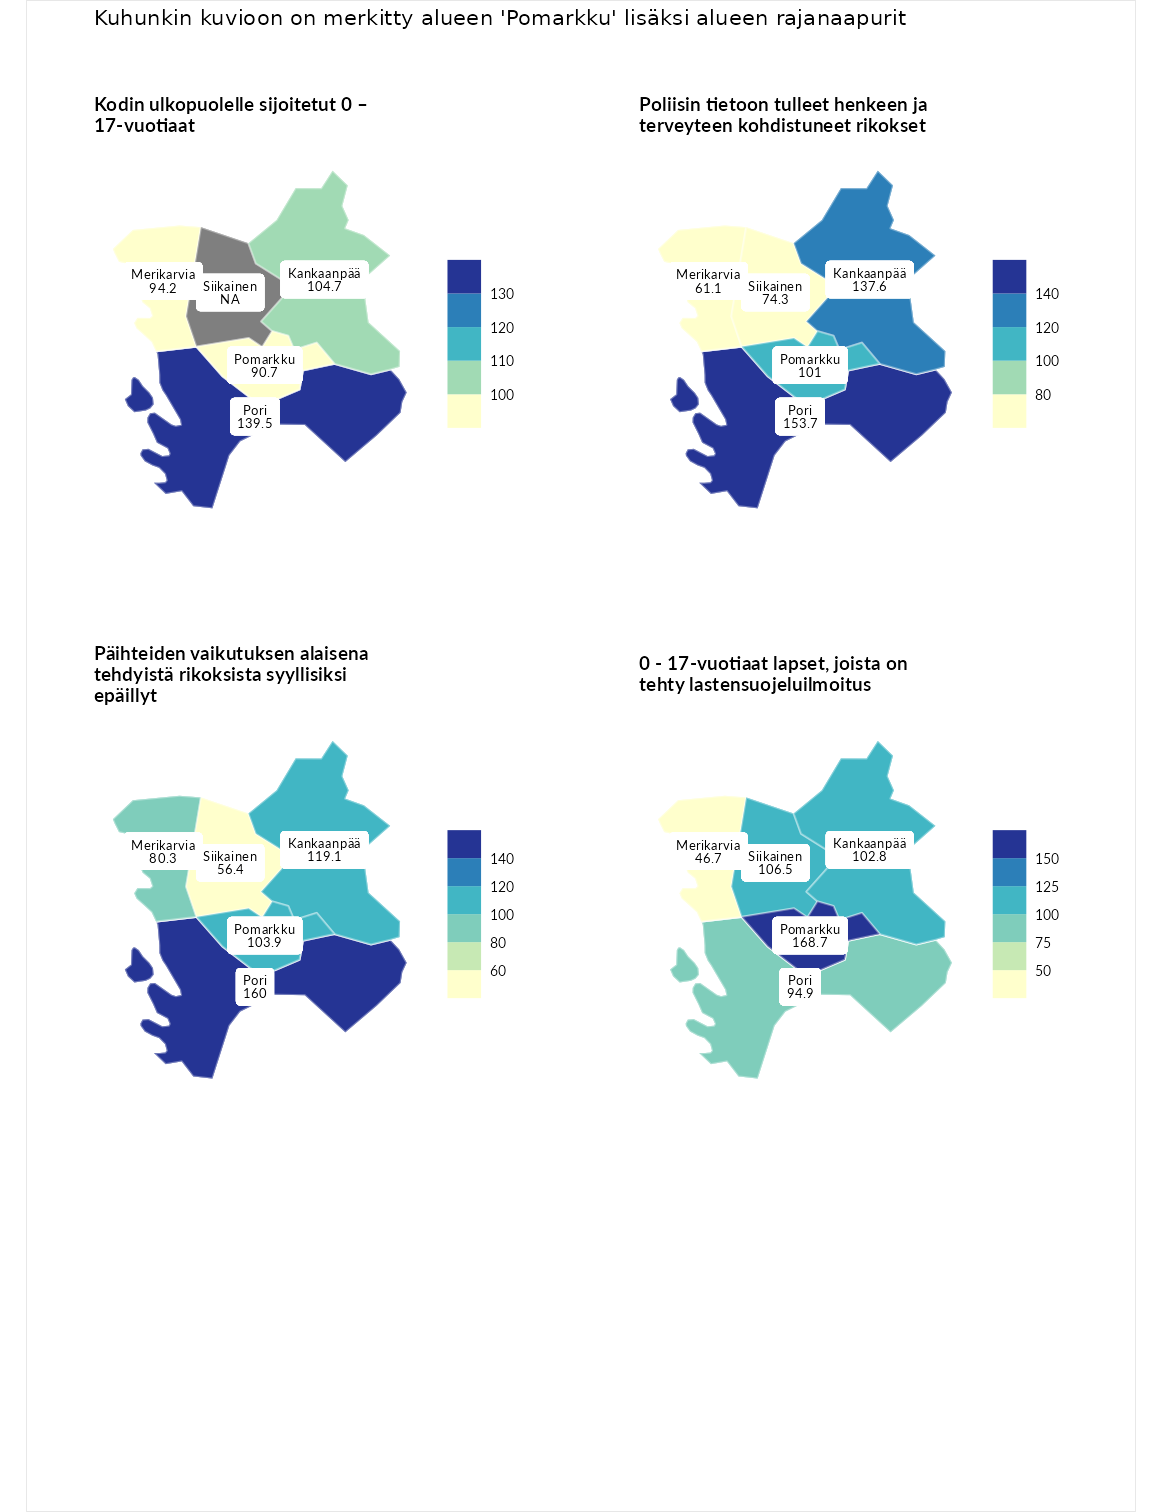 Kuhunkin kuvioon on merkitty alueen 'Pomarkku' lisäksi alueen rajanaapurit
Kodin ulkopuolelle sijoitetut 0 –
17-vuotiaat
Merikarvia
94.2
Siikainen
NA
Kankaanpää
104.7
Pomarkku
90.7
Pori
139.5
130
120
110
100
Poliisin tietoon tulleet henkeen ja
terveyteen kohdistuneet rikokset
Merikarvia
61.1
Siikainen
74.3
Kankaanpää
137.6
Pomarkku
101
Pori
153.7
140
120
100
80
Päihteiden vaikutuksen alaisena
tehdyistä rikoksista syyllisiksi
epäillyt
Merikarvia
80.3
Siikainen
56.4
Kankaanpää
119.1
Pomarkku
103.9
Pori
160
140
120
100
80
60
0 - 17-vuotiaat lapset, joista on
tehty lastensuojeluilmoitus
Merikarvia
46.7
Siikainen
106.5
Kankaanpää
102.8
Pomarkku
168.7
Pori
94.9
150
125
100
75
50